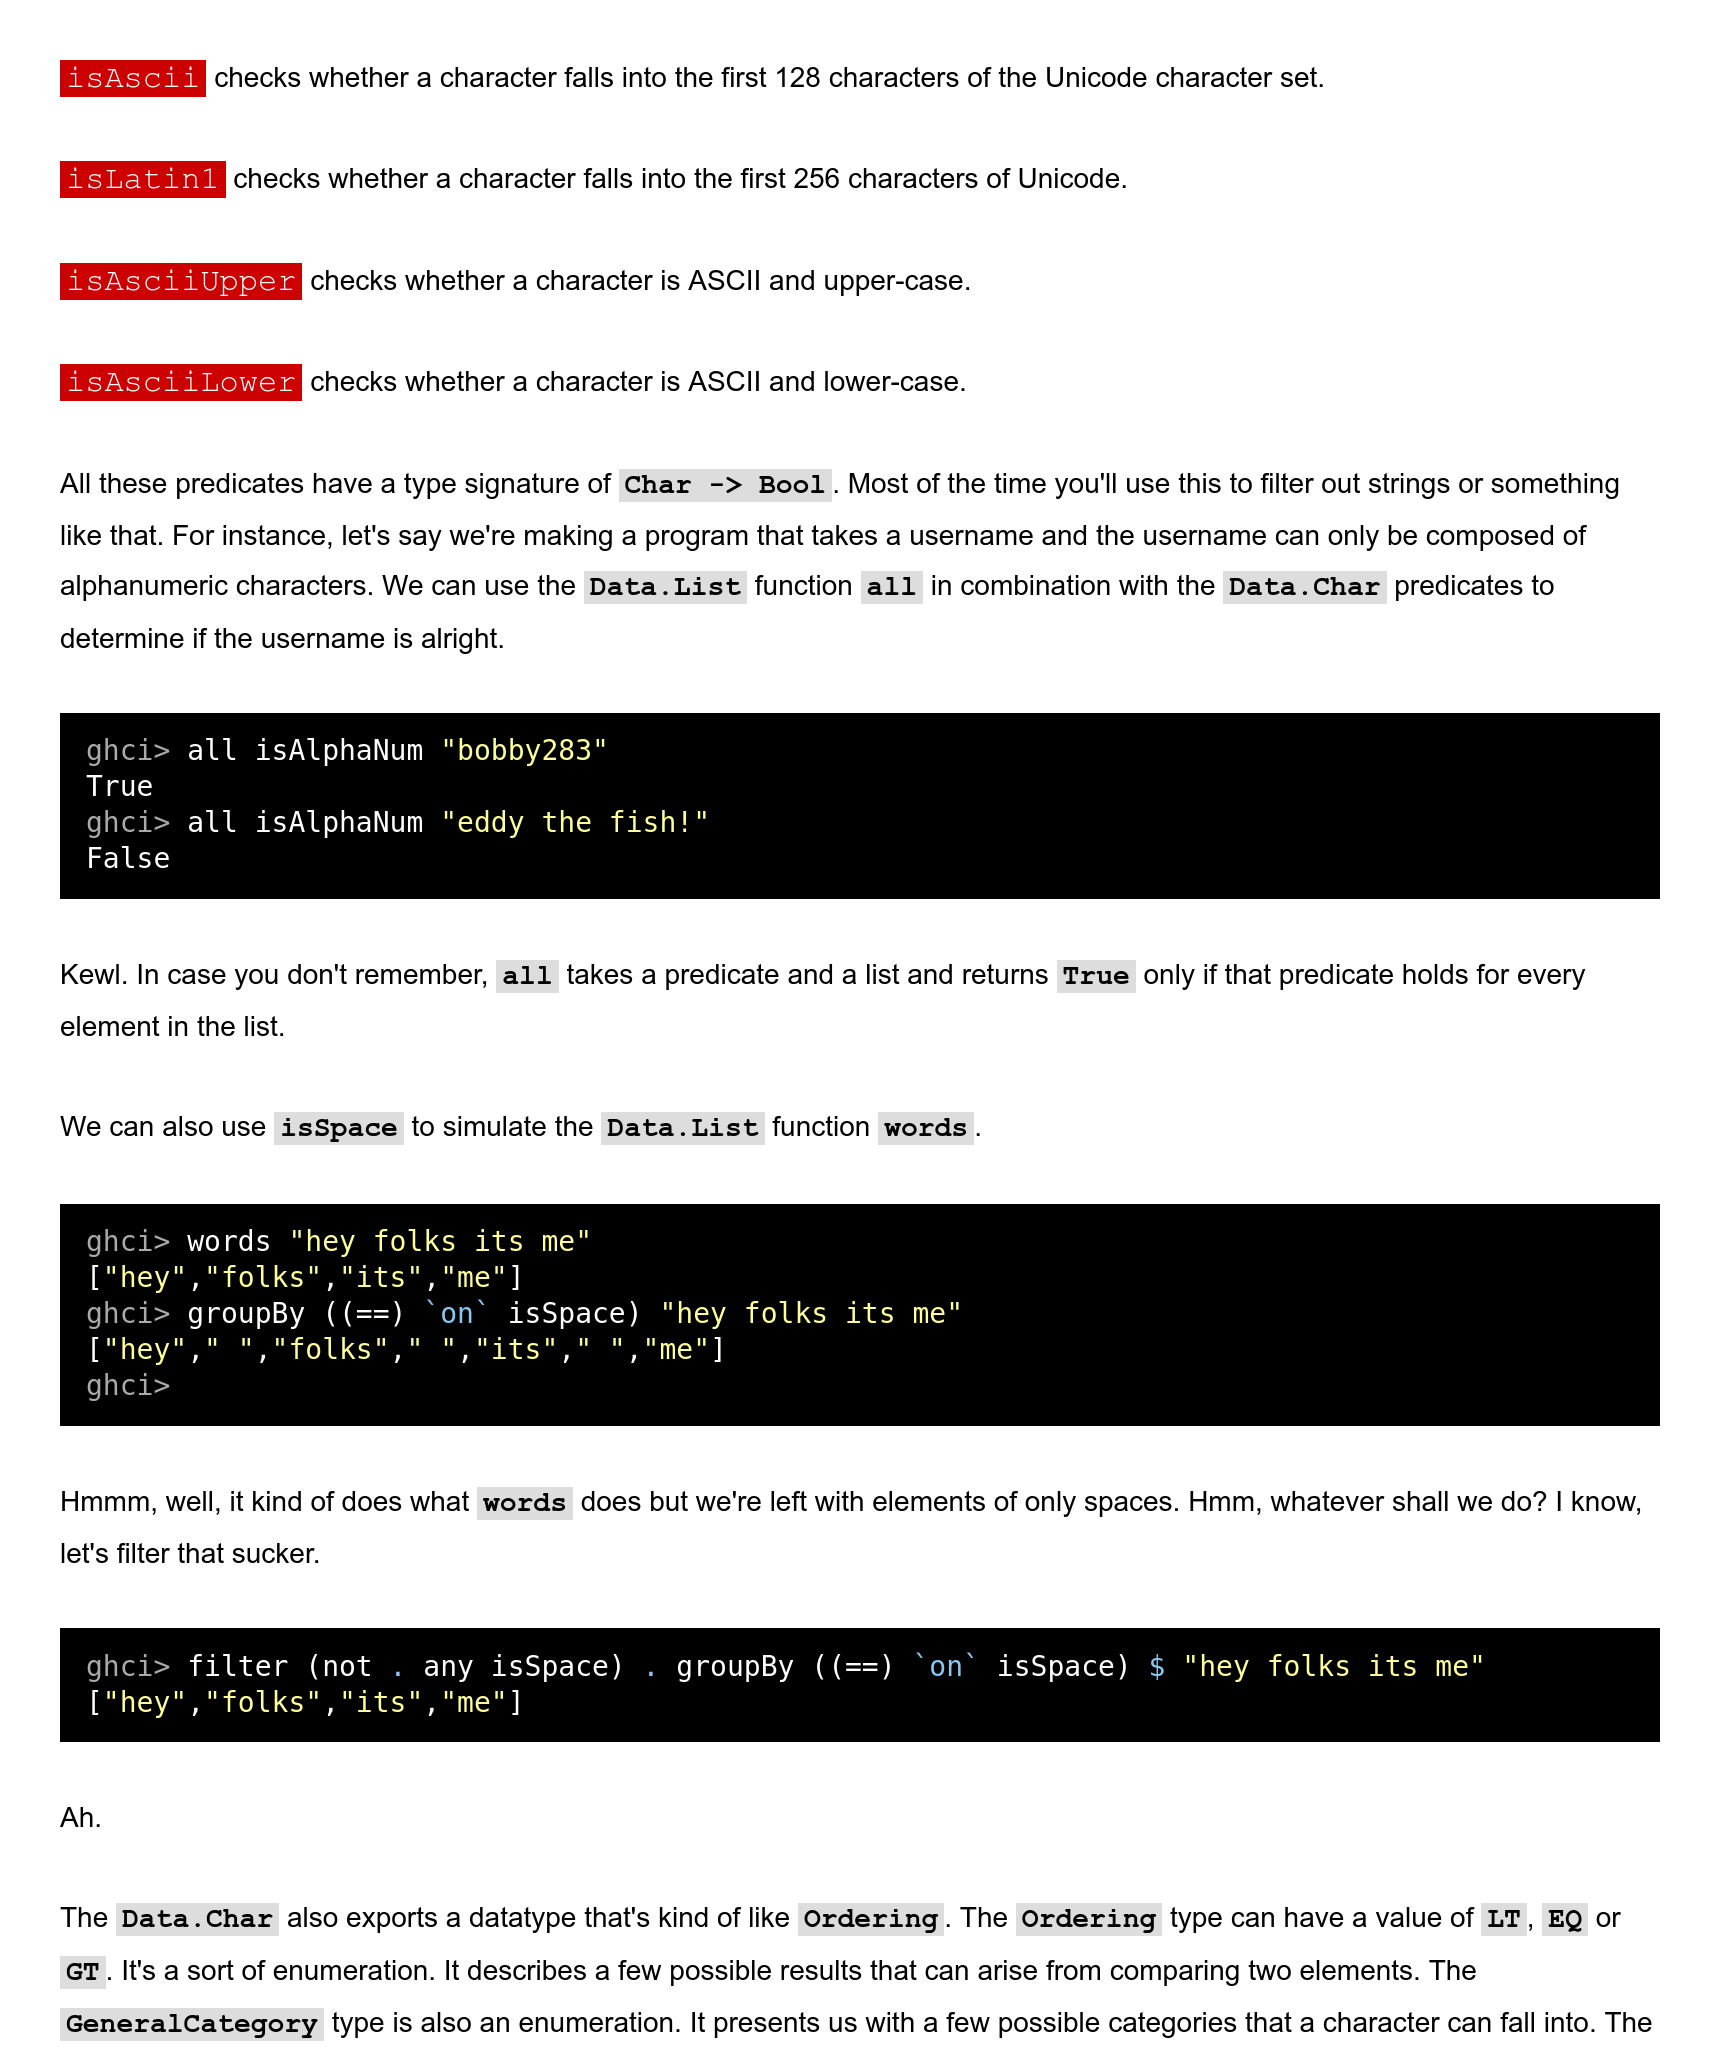 isAscii checks whether a character falls into the first 128 characters of the Unicode character set.
isLatin1 checks whether a character falls into the first 256 characters of Unicode.
isAsciiUpper checks whether a character is ASCII and upper-case.
isAsciiLower checks whether a character is ASCII and lower-case.
All these predicates have a type signature of Char -> Bool. Most of the time you'll use this to filter out strings or something
like that. For instance, let's say we're making a program that takes a username and the username can only be composed of
alphanumeric characters. We can use the Data.List function all in combination with the Data.Char predicates to
determine if the username is alright.
ghci> all isAlphaNum "bobby283"
True
ghci> all isAlphaNum "eddy the fish!"
False
Kewl. In case you don't remember, all takes a predicate and a list and returns True only if that predicate holds for every
element in the list.
We can also use isSpace to simulate the Data.List function words.
ghci> words "hey folks its me"
["hey","folks","its","me"]
ghci> groupBy ((==) `on` isSpace) "hey folks its me"
["hey"," ","folks"," ","its"," ","me"]
ghci>
Hmmm, well, it kind of does what words does but we're left with elements of only spaces. Hmm, whatever shall we do? I know,
let's filter that sucker.
ghci> filter (not . any isSpace) . groupBy ((==) `on` isSpace) $ "hey folks its me"
["hey","folks","its","me"]
Ah.
The Data.Char also exports a datatype that's kind of like Ordering. The Ordering type can have a value of LT, EQ or
GT. It's a sort of enumeration. It describes a few possible results that can arise from comparing two elements. The
GeneralCategory type is also an enumeration. It presents us with a few possible categories that a character can fall into. The